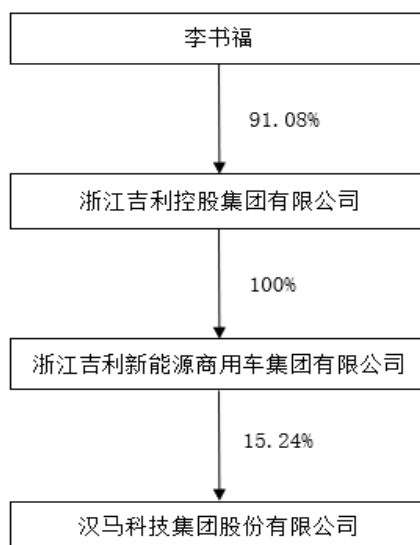 李书福
91.08%
浙江吉利控股集团有限公司
100%
浙江吉利新能源商用车集团有限公司
15.24%
汉马科技集团股份有限公司